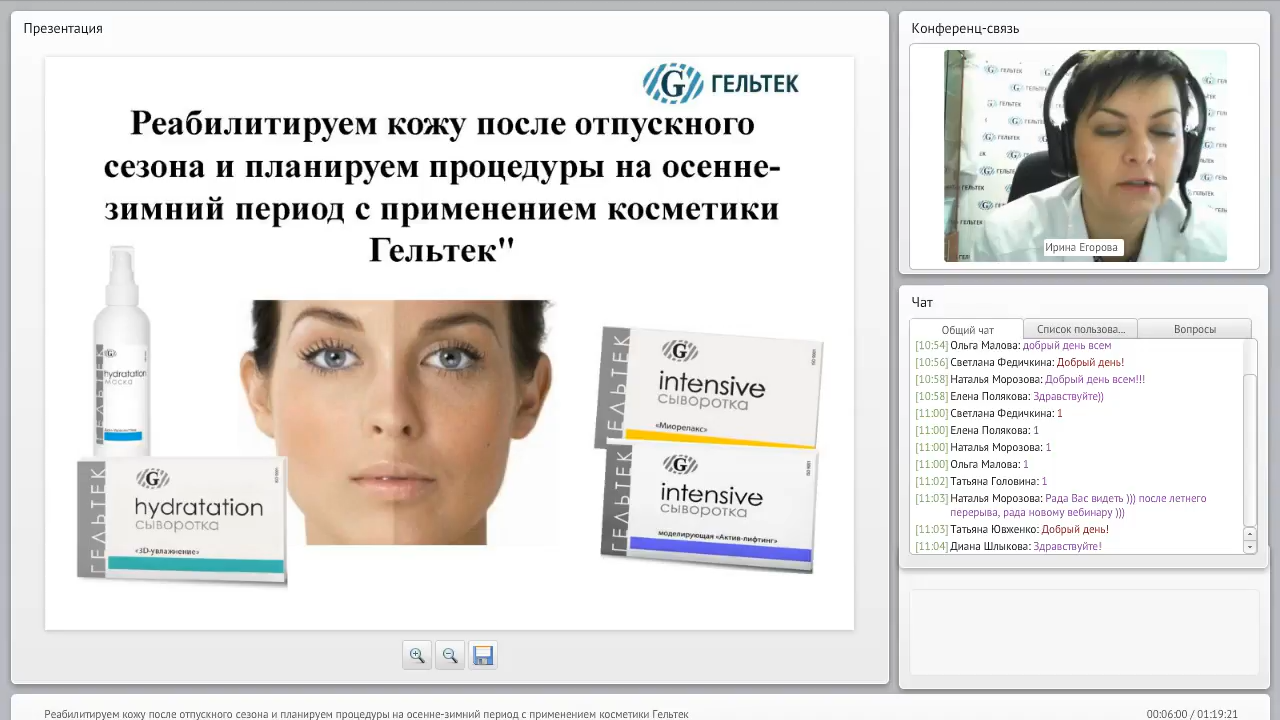 Презентация
ГЕЛЬТЕК
Реабилитируем кожу после отпускного
сезона и планируем процедуры на осенне-
зимний период с применением косметики
Гельтек"
G
hydratation
маска
ГЕЛЬТЕК
hydratation
сыворотка
«3D-увлажнение»
ГЕЛЬТЕК
intensive
сыворотка
«Миорелакс»
ГЕЛЬТЕК
intensive
сыворотка
моделирующая «Актив-лифтинг»
Конференц-связь
ГЕЛЬТЕК
Ирина Егорова
Чат
Общий чат
Список пользова...
Вопросы
[10:54] Ольга Малова: добрый день всем
[10:56] Светлана Федичкина: Добрый день!
[10:58] Наталья Морозова: Добрый день всем!!!
[10:58] Елена Полякова: Здравствуйте))
[11:00] Светлана Федичкина: 1
[11:00] Елена Полякова: 1
[11:00] Наталья Морозова: 1
[11:00] Ольга Малова: 1
[11:02] Татьяна Головина: 1
[11:03] Наталья Морозова: Рада Вас видеть ))) после летнего
перерыва, рада новому вебинару )))
[11:03] Татьяна Ювженко: Добрый день!
[11:04] Диана Шлыкова: Здравствуйте!
Реабилитируем кожу после отпускного сезона и планируем процедуры на осенне-зимний период с применением косметики Гельтек
00:06:00 / 01:19:21